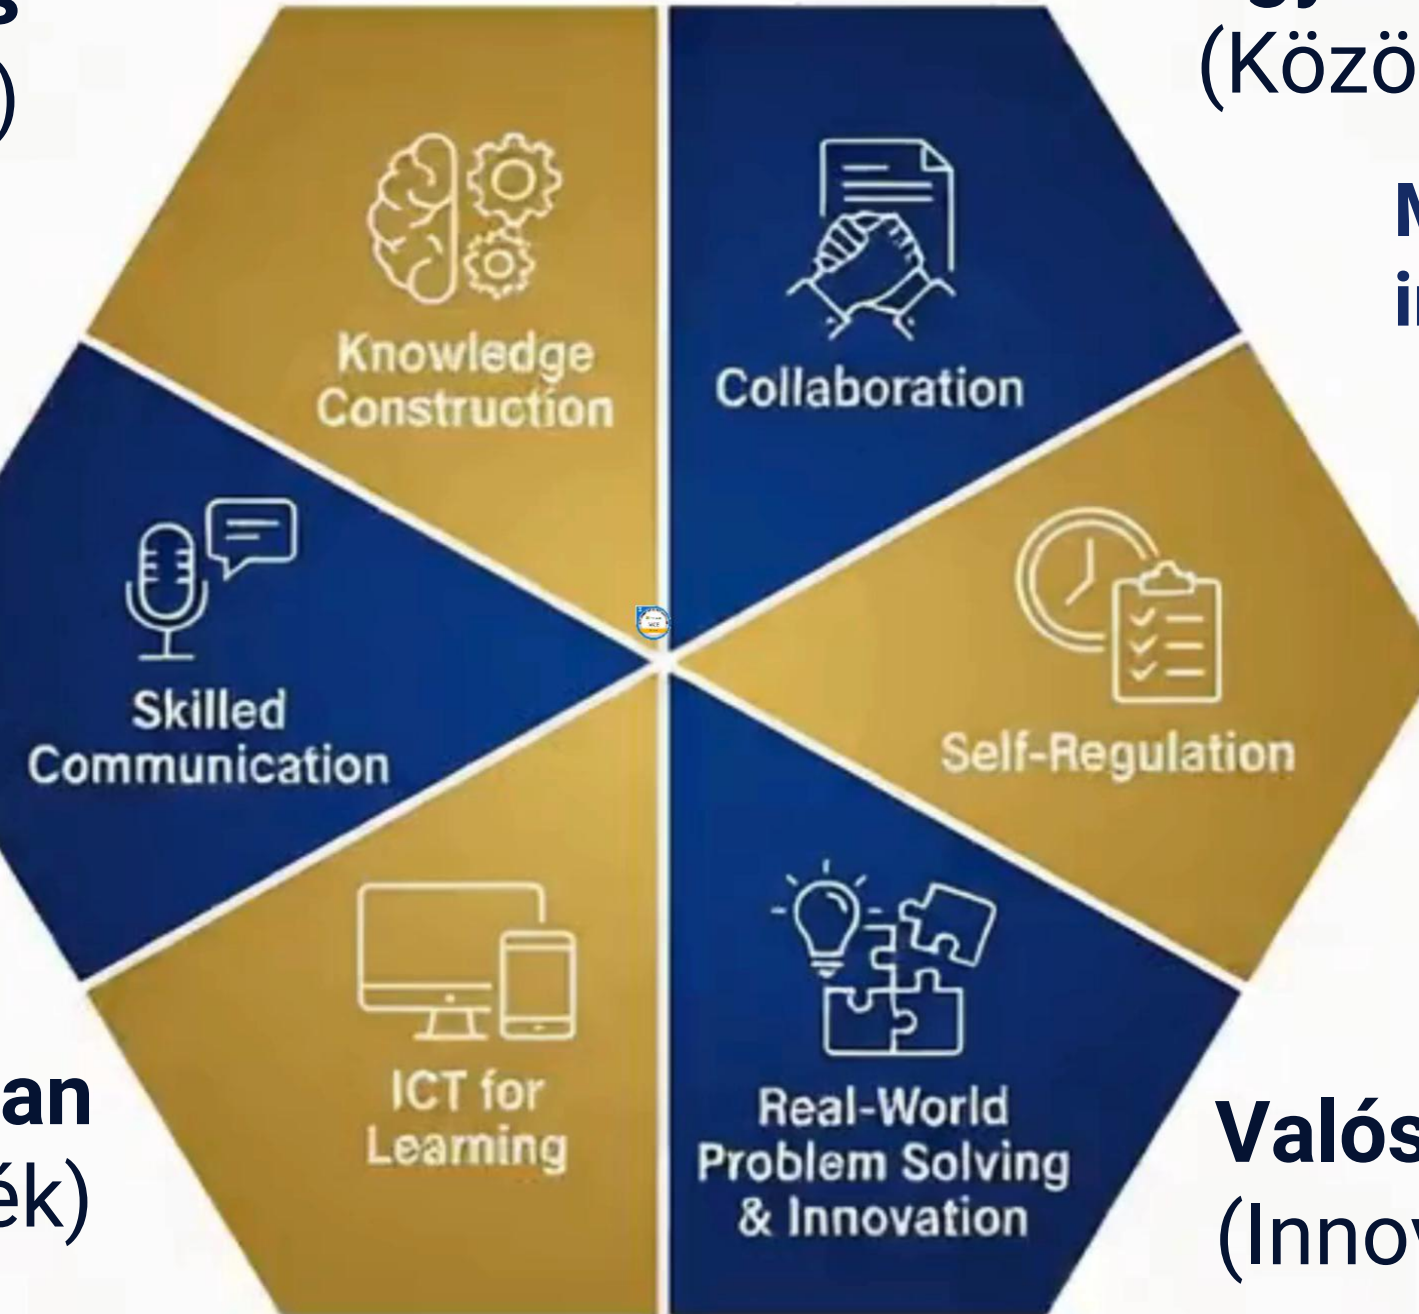 (Közö
Knowledge
Construction
Collaboration
Skilled
Communication
Self-Regulation
ICT for
Learning
Real-World
Problem Solving
& Innovation
an
ék)
Valós
(Innov